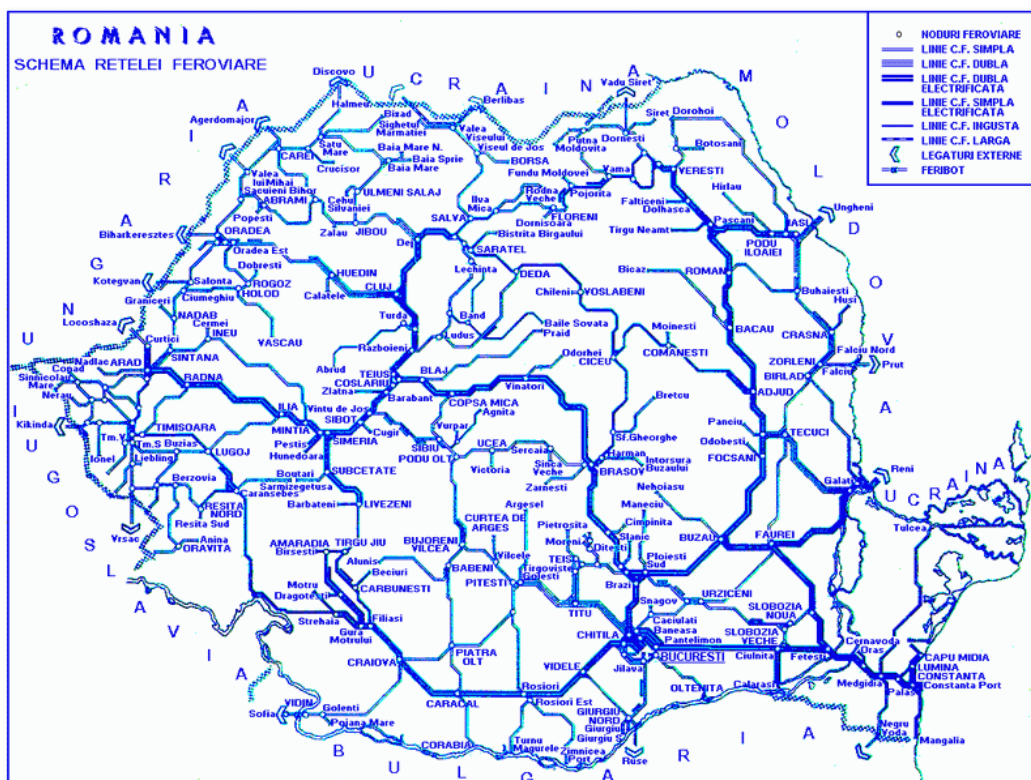 ROMANIA
SCHEMA RETELEI FEROVIARE
NODURI FEROVIARE
LINIE C.F. SIMPLA
LINIE C.F. DUBLA
LINIE C.F. DUBLA
ELECTRIFICATA
LINIE C.F. SIMPLA
ELECTRIFICATA
LINIE C.F. INGUSTA
LINIE C.F. LARGA
LEGATURI EXTERNE
FERIBOT
UCRAINA
MOLDOVA
UCRAINA
BULGARIA
IUGOSLAVIA
UNGARIA
Discovo
Halmeu
Bizad
Sighetul
Marmatiei
Berlibas
Valea
Viseului
Viseul de Jos
BORSA
Vadu Siret
Siret
Dorohoi
Putna
Dornesti
Moldovita
Botosani
Agerdomajor
CAREI
Satu
Mare
Crucisor
Baia Mare N.
Baia Sprie
Baia Mare
Valea
lui Mihai
Sacuieni Bihor
ABRAMI
Cehu
Silvaniei
ULMENI SALAJ
Fundu Moldovei
Yama
VERESTI
Hirlau
Popesti
Zalau
JIBOU
SALVA
Ilva
Mica
Rodna
Veche
Pojorita
FLORENI
Dornisoara
Falticeni
Dolhasca
Pascani
IASI
Ungheni
Biharkeresztes
ORADEA
Oradea Est
Dej
Bistrita Birgaului
SARATEL
Tirgu Neamt
PODU
ILOAIEI
Dobresti
HUEDIN
Lechinta
DEDA
Bicaz
ROMAN
Kotegyan
Salonta
ROGOZ
HOLOD
Calatele
CLUJ
Chileni
VOSLABENI
Buhaiesti
Husi
Graniceri
Ciumeghiu
NADAB
Cermei
INEU
VASCAU
Turda
Band
Ludus
Baile Sovata
Praid
Moinesti
BACAU
CRASNA
Locoshaza
Curtici
SINTANA
Razboieni
Odorhei
CICEU
COMANESTI
ZORLENI
Falciu Nord
Falciu
Prut
Nadlac
ARAD
Cenad
Sinnicolau
Mare
Nerau
RADNA
Abrud
TEIUS
COSLARIU
BLAJ
Vinatori
BIRLAD
ADJUD
Zlatna
Barabant
COPSA MICA
Bretcu
ILIA
Vintu de Jos
Agnita
Kikinda
TIMISOARA
MINTIA
SIBOT
SIMERIA
Cugir
Vurpar
SIBIU
PODU OLT
UCEA
Sercaia
Sf.Gheorghe
Harman
Panciu
TECUCI
Odobesti
FOCSANI
Tm.S
Buzias
Pestis
Hunedoara
Ionel
Liebling
LUGOJ
SUBCETATE
Victoria
Sinca
Veche
BRASOV
Intorsura
Buzaului
Reni
Galati
Boutari
Sarmizegetusa
Berzovia
Caransebes
RESITA
NORD
Barbateni
LIVEZENI
Zarnesti
Nehoiasu
Maneciu
Tulcea
Argesel
Resita Sud
Vrsac
Anina
ORAVITA
AMARADIA
Birsesti
TIRGU JIU
CURTEA DE
ARGES
Pietrosita
Cimpinita
Slanic
BUZAU
FAUREI
Alunis
BUJORENI
VILCEA
Moreni
Ditesti
Beciuri
BABENI
Vilcele
TEIS
Tirgoviste
Ploiesti
Sud
Motru
Dragotesti
CARBUNESTI
PITESTI
Golesti
Brazi
Snagov
URZICENI
Strehaia
Filiasi
Gura
Motrului
TITU
Caciulati
SLOBOZIA
NOUA
CHITILA
Baneasa
Pantelimon
SLOBOZIA
VECHE
Cernavoda
Oras
PIATRA
OLT
BUCURESTI
Ciulnita
Fetesti
CAPU MIDIA
LUMINA
CONSTANTA
Constanta Port
CRAIOVA
VIDELE
Jilava
Medgidia
Palas
Calarasi
OLTENITA
Rosiori
Rosiori Est
CARACAL
VIDIN
Sofia
Golenti
Pojana Mare
GIURGIU
NORD
Giurgiu
Giurgiu S
Ruse
Negru
Voda
Mangalia
CORABIA
Turnu
Magurele
Zimnicea
Port